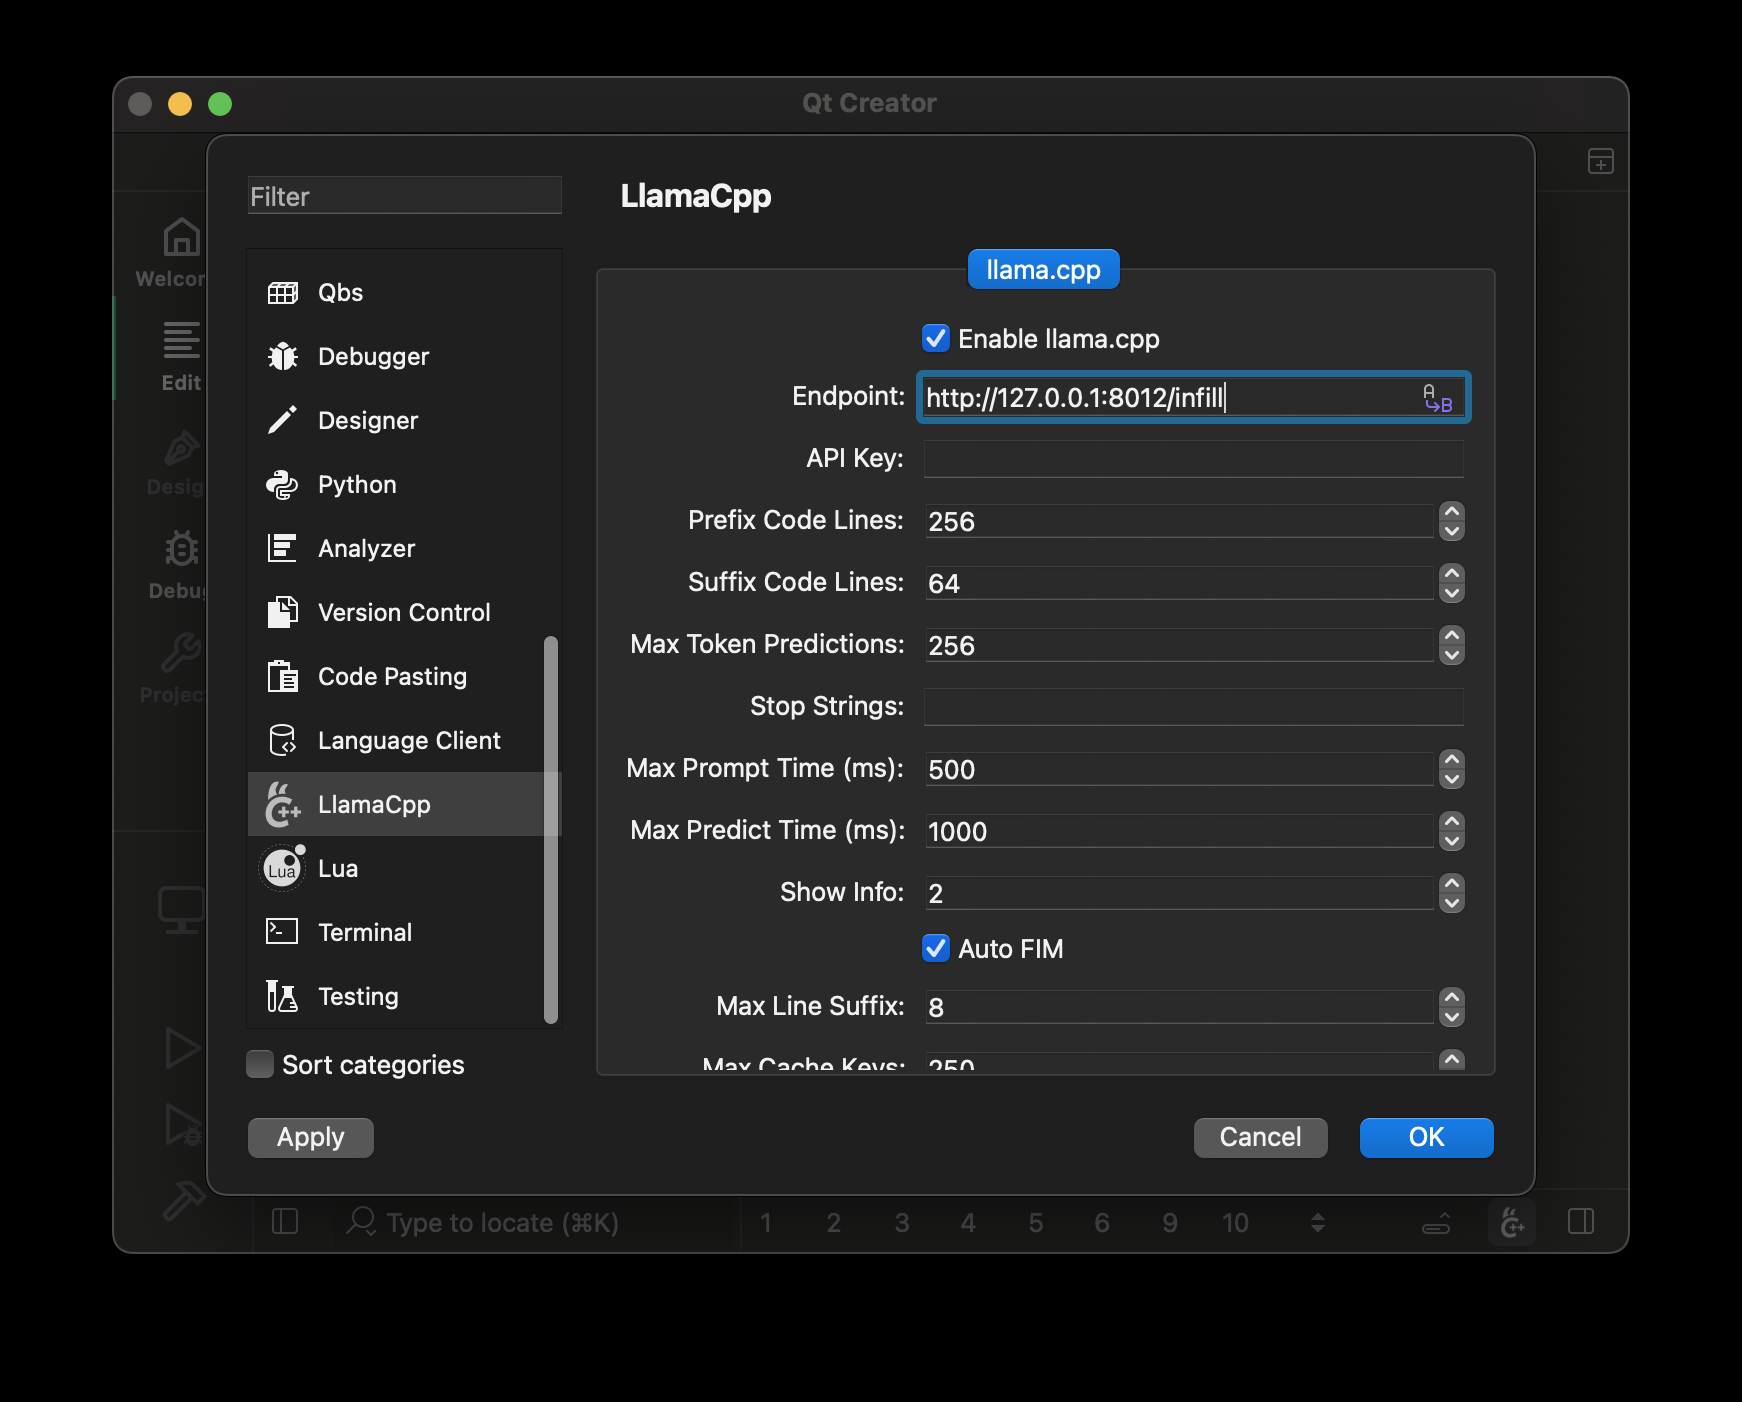 Qt Creator
Filter
LlamaCpp
Welcom
Edit
Desig
Debug
Projec
Qbs
Debugger
Designer
Python
Analyzer
Version Control
Code Pasting
Language Client
LlamaCpp
Lua
Lua
Terminal
Testing
Sort categories
llama.cpp
Enable llama.cpp
Endpoint: http://127.0.0.1:8012/infill
A
B
API Key:
Prefix Code Lines: 256
Suffix Code Lines: 64
Max Token Predictions: 256
Stop Strings:
Max Prompt Time (ms): 500
Max Predict Time (ms): 1000
Show Info: 2
Auto FIM
Max Line Suffix: 8
Max Cache Keys: 250
Apply
Cancel
OK
Type to locate (⌘K)
1 2 3 4 5 6 9 10